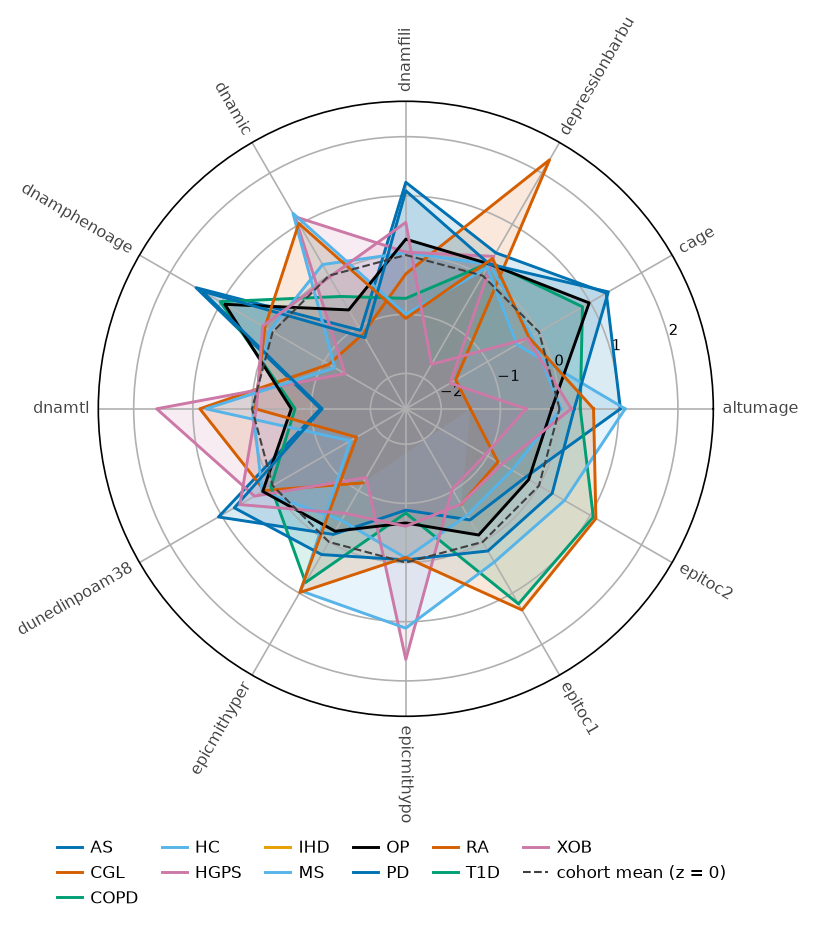 depressionbarbu
dnamfili
dnamic
dnamphenoage
cage
2
1
0
−1
−2
dnamtl
altumage
dunedinpoam38
epitoc2
epicmithyper
epitoc1
epicmithypo
AS HC IHD OP RA XOB
CGL HGPS MS PD T1D cohort mean (z = 0)
COPD